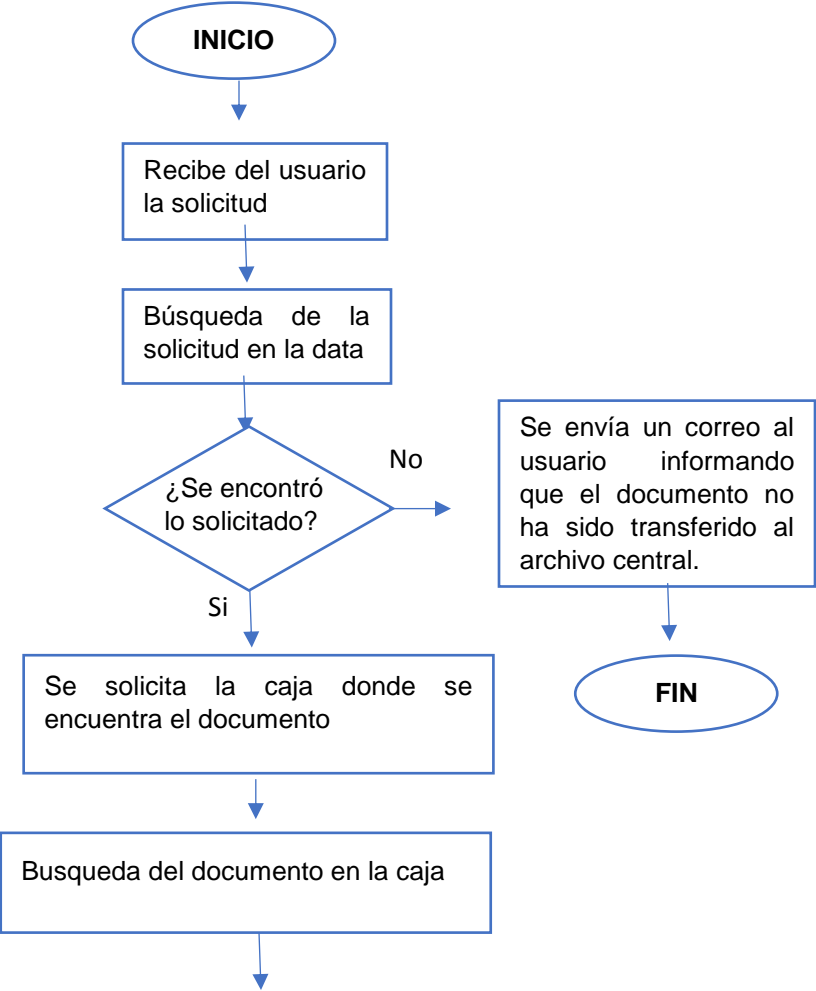 INICIO
Recibe del usuario
la solicitud
Búsqueda de la
solicitud en la data
¿Se encontró
lo solicitado?
No
Se envía un correo al
usuario informando
que el documento no
ha sido transferido al
archivo central.
FIN
Si
Se solicita la caja donde se
encuentra el documento
Busqueda del documento en la caja